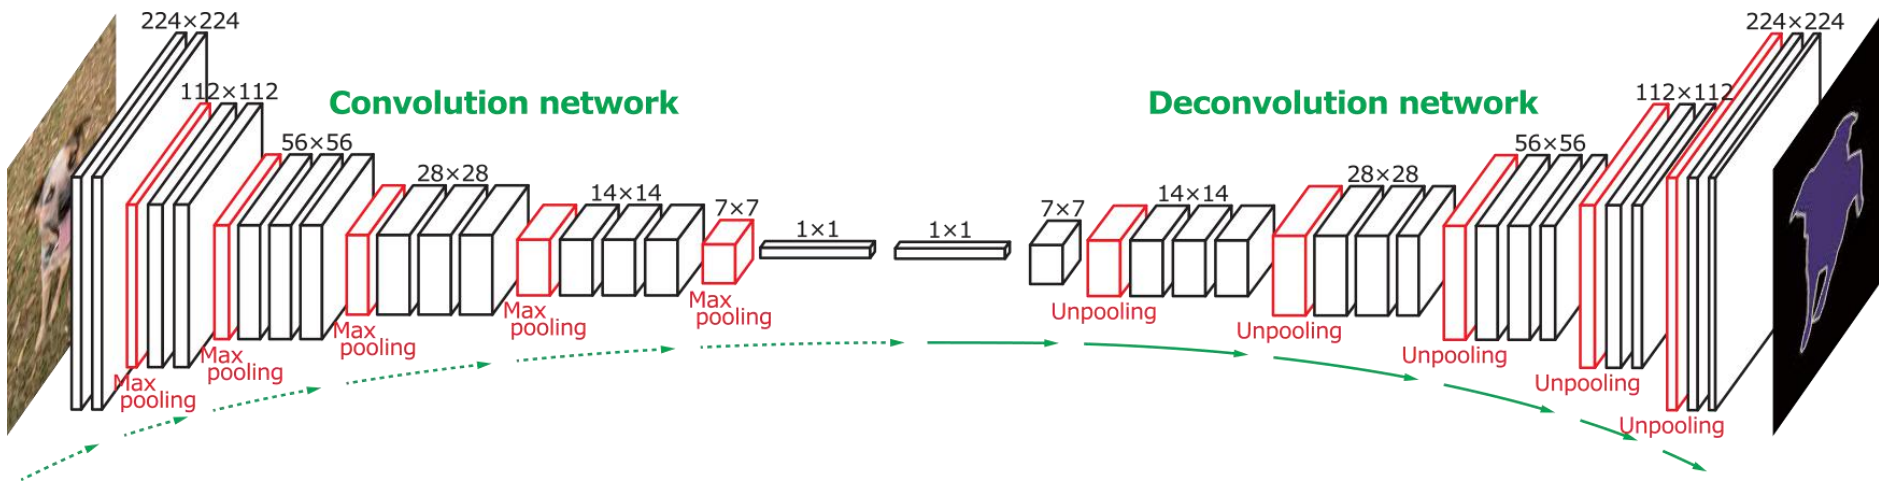 224×224
112×112
Convolution network
56×56
28×28
14×14
7×7
1×1
Max
pooling
Max
pooling
Max
pooling
Max
pooling
Max
pooling
1×1
7×7
14×14
28×28
56×56
112×112
224×224
Deconvolution network
Unpooling
Unpooling
Unpooling
Unpooling
Unpooling